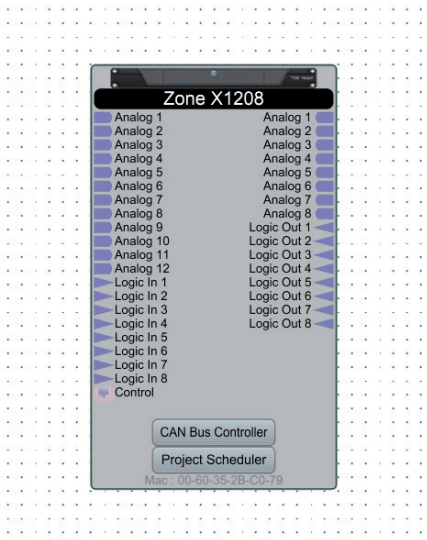 Zone X1208
Analog 1 Analog 1
Analog 2 Analog 2
Analog 3 Analog 3
Analog 4 Analog 4
Analog 5 Analog 5
Analog 6 Analog 6
Analog 7 Analog 7
Analog 8 Analog 8
Analog 9 Logic Out 1
Analog 10 Logic Out 2
Analog 11 Logic Out 3
Analog 12 Logic Out 4
Logic In 1 Logic Out 5
Logic In 2 Logic Out 6
Logic In 3 Logic Out 7
Logic In 4 Logic Out 8
Logic In 5
Logic In 6
Logic In 7
Logic In 8
Control
CAN Bus Controller
Project Scheduler
Mac : 00-60-35-2B-C0-79